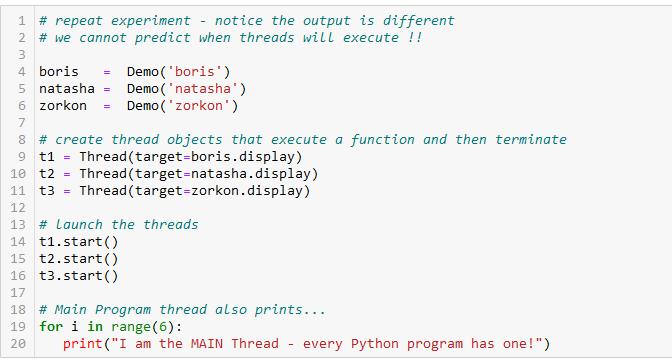 1 # repeat experiment - notice the output is different
2 # we cannot predict when threads will execute !!
3
4 boris   =  Demo('boris')
5 natasha =  Demo('natasha')
6 zorkon  =  Demo('zorkon')
7
8 # create thread objects that execute a function and then terminate
9 t1 = Thread(target=boris.display)
10 t2 = Thread(target=natasha.display)
11 t3 = Thread(target=zorkon.display)
12
13 # launch the threads
14 t1.start()
15 t2.start()
16 t3.start()
17
18 # Main Program thread also prints...
19 for i in range(6):
20    print("I am the MAIN Thread - every Python program has one!")